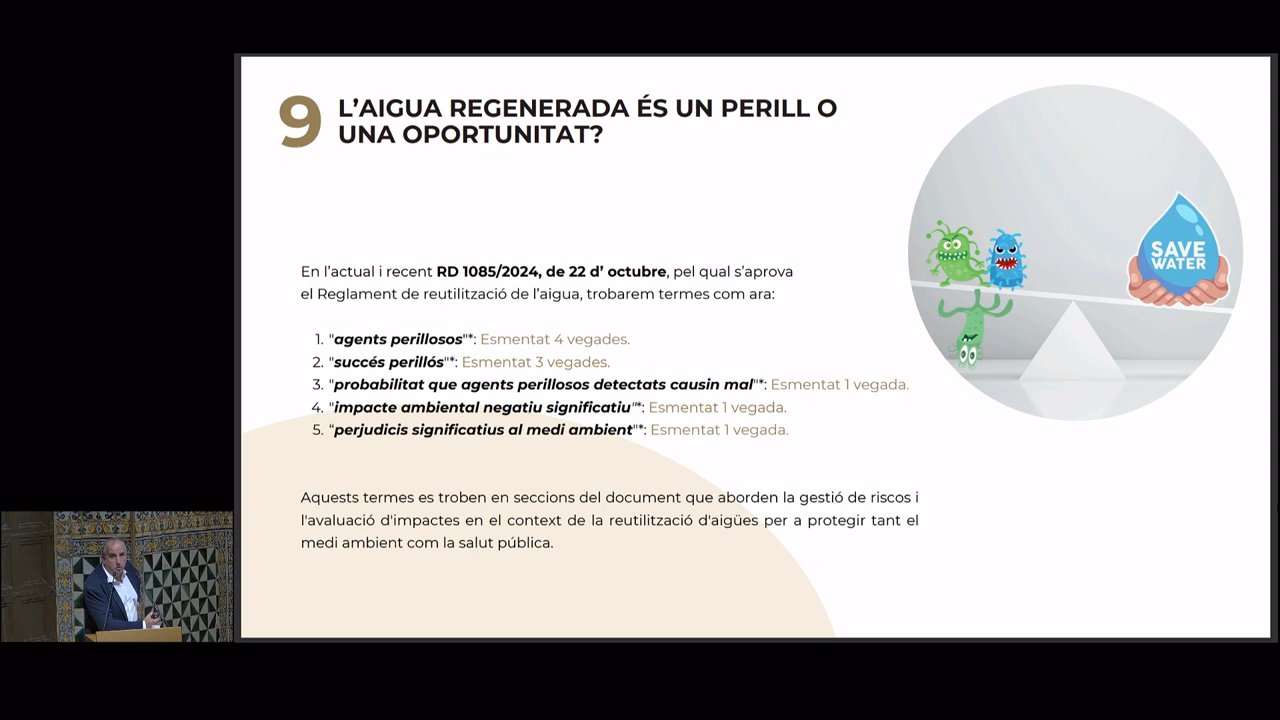 9
L’AIGUA REGENERADA ÉS UN PERILL O
UNA OPORTUNITAT?
En l’actual i recent RD 1085/2024, de 22 d’ octubre, pel qual s’aprova
el Reglament de reutilització de l’aigua, trobarem termes com ara:
1. "agents perillosos"*: Esmentat 4 vegades.
2. "succés perillós"*: Esmentat 3 vegades.
3. "probabilitat que agents perillosos detectats causin mal"*: Esmentat 1 vegada.
4. "impacte ambiental negatiu significatiu"*: Esmentat 1 vegada.
5. “perjudicis significatius al medi ambient"*: Esmentat 1 vegada.
Aquests termes es troben en seccions del document que aborden la gestió de riscos i
l'avaluació d'impactes en el context de la reutilització d'aigües per a protegir tant el
medi ambient com la salut pública.
SAVE
WATER